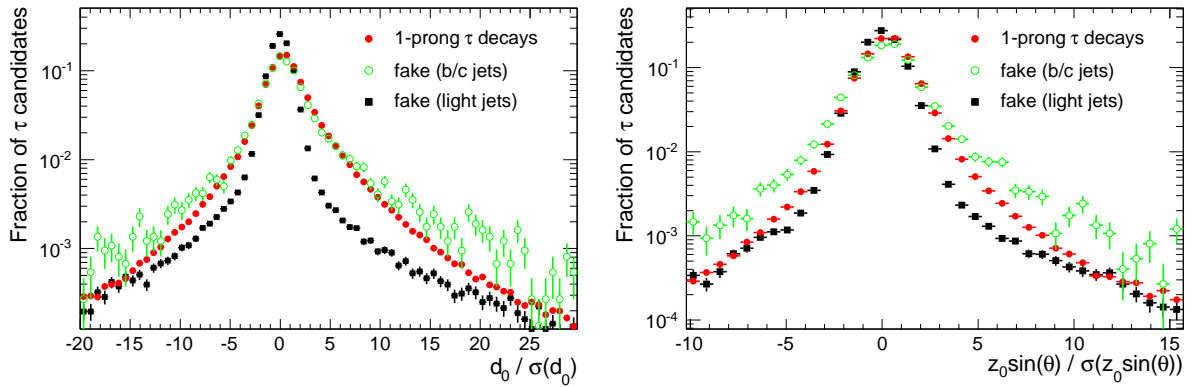 Fraction of τ candidates
10⁻¹
10⁻²
10⁻³
1-prong τ decays
fake (b/c jets)
fake (light jets)
-20 -15 -10 -5 0 5 10 15 20 25
d₀ / σ(d₀)
Fraction of τ candidates
10⁻¹
10⁻²
10⁻³
10⁻⁴
1-prong τ decays
fake (b/c jets)
fake (light jets)
-10 -5 0 5 10 15
z₀sin(θ) / σ(z₀sin(θ))